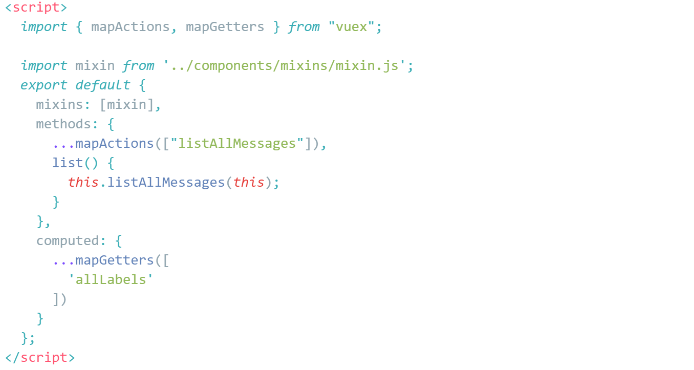 <script>
import { mapActions, mapGetters } from "vuex";
import mixin from '../components/mixins/mixin.js';
export default {
mixins: [mixin],
methods: {
...mapActions(["listAllMessages"]),
list() {
this.listAllMessages(this);
}
},
computed: {
...mapGetters([
'allLabels'
])
}
};
</script>